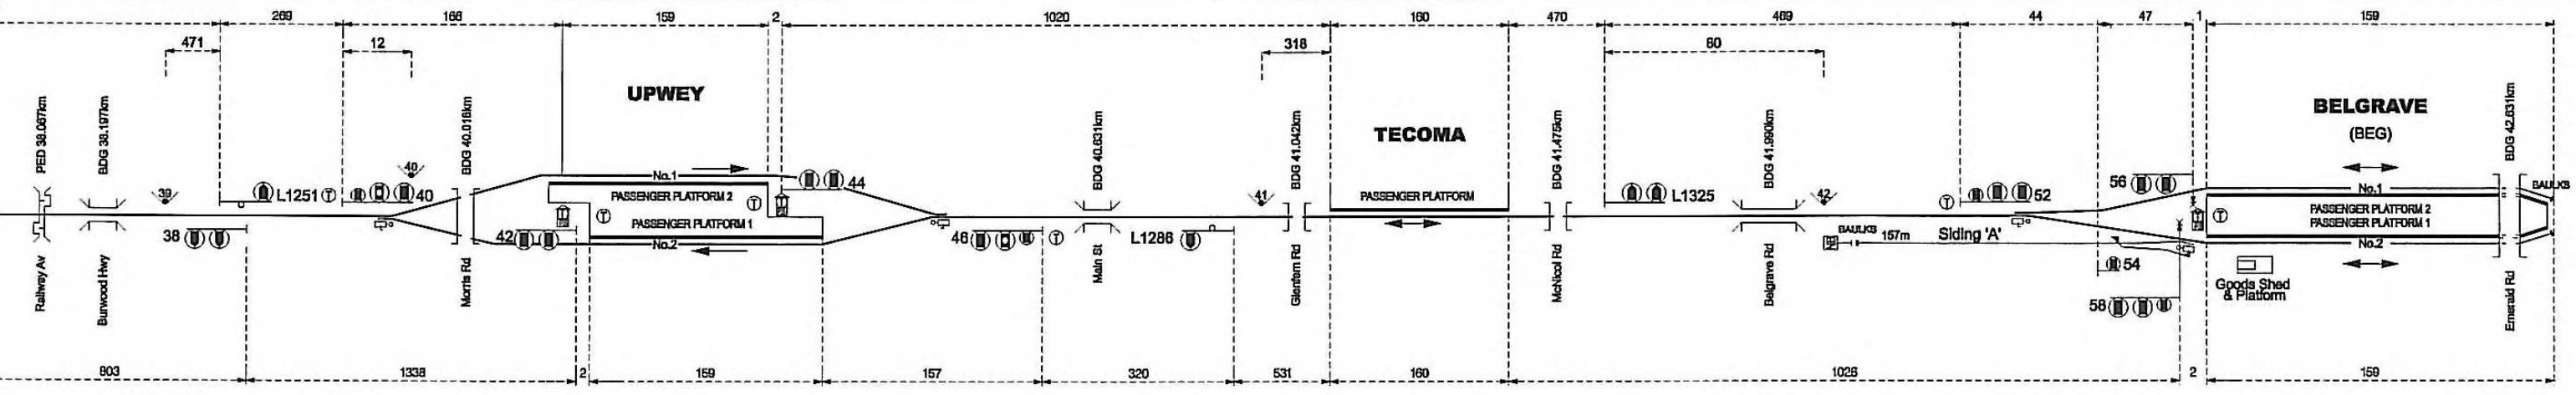 269
166
159
2
1020
160
470
469
44
47
1
159
471
12
318
60
PED 38.067km
BDG 38.197km
BDG 40.018km
UPWEY
BDG 40.631km
BDG 41.042km
TECOMA
BDG 41.475km
BDG 41.990km
BELGRAVE
(BEG)
BDG 42.631km
39
L1251 T
40
40
No.1
PASSENGER PLATFORM 2
T
T
PASSENGER PLATFORM 1
No.2
44
41
PASSENGER PLATFORM
L1325
42
T
52
56
No.1
BAULKS
T
PASSENGER PLATFORM 2
PASSENGER PLATFORM 1
No.2
38
42
46
T
L1286
BAULKS
157m
Siding 'A'
54
58
Goods Shed
& Platform
Railway Av
Burwood Hwy
Morris Rd
Main St
Glenfern Rd
McNicol Rd
Belgrave Rd
Emerald Rd
803
1338
2
159
157
320
531
160
1026
2
159